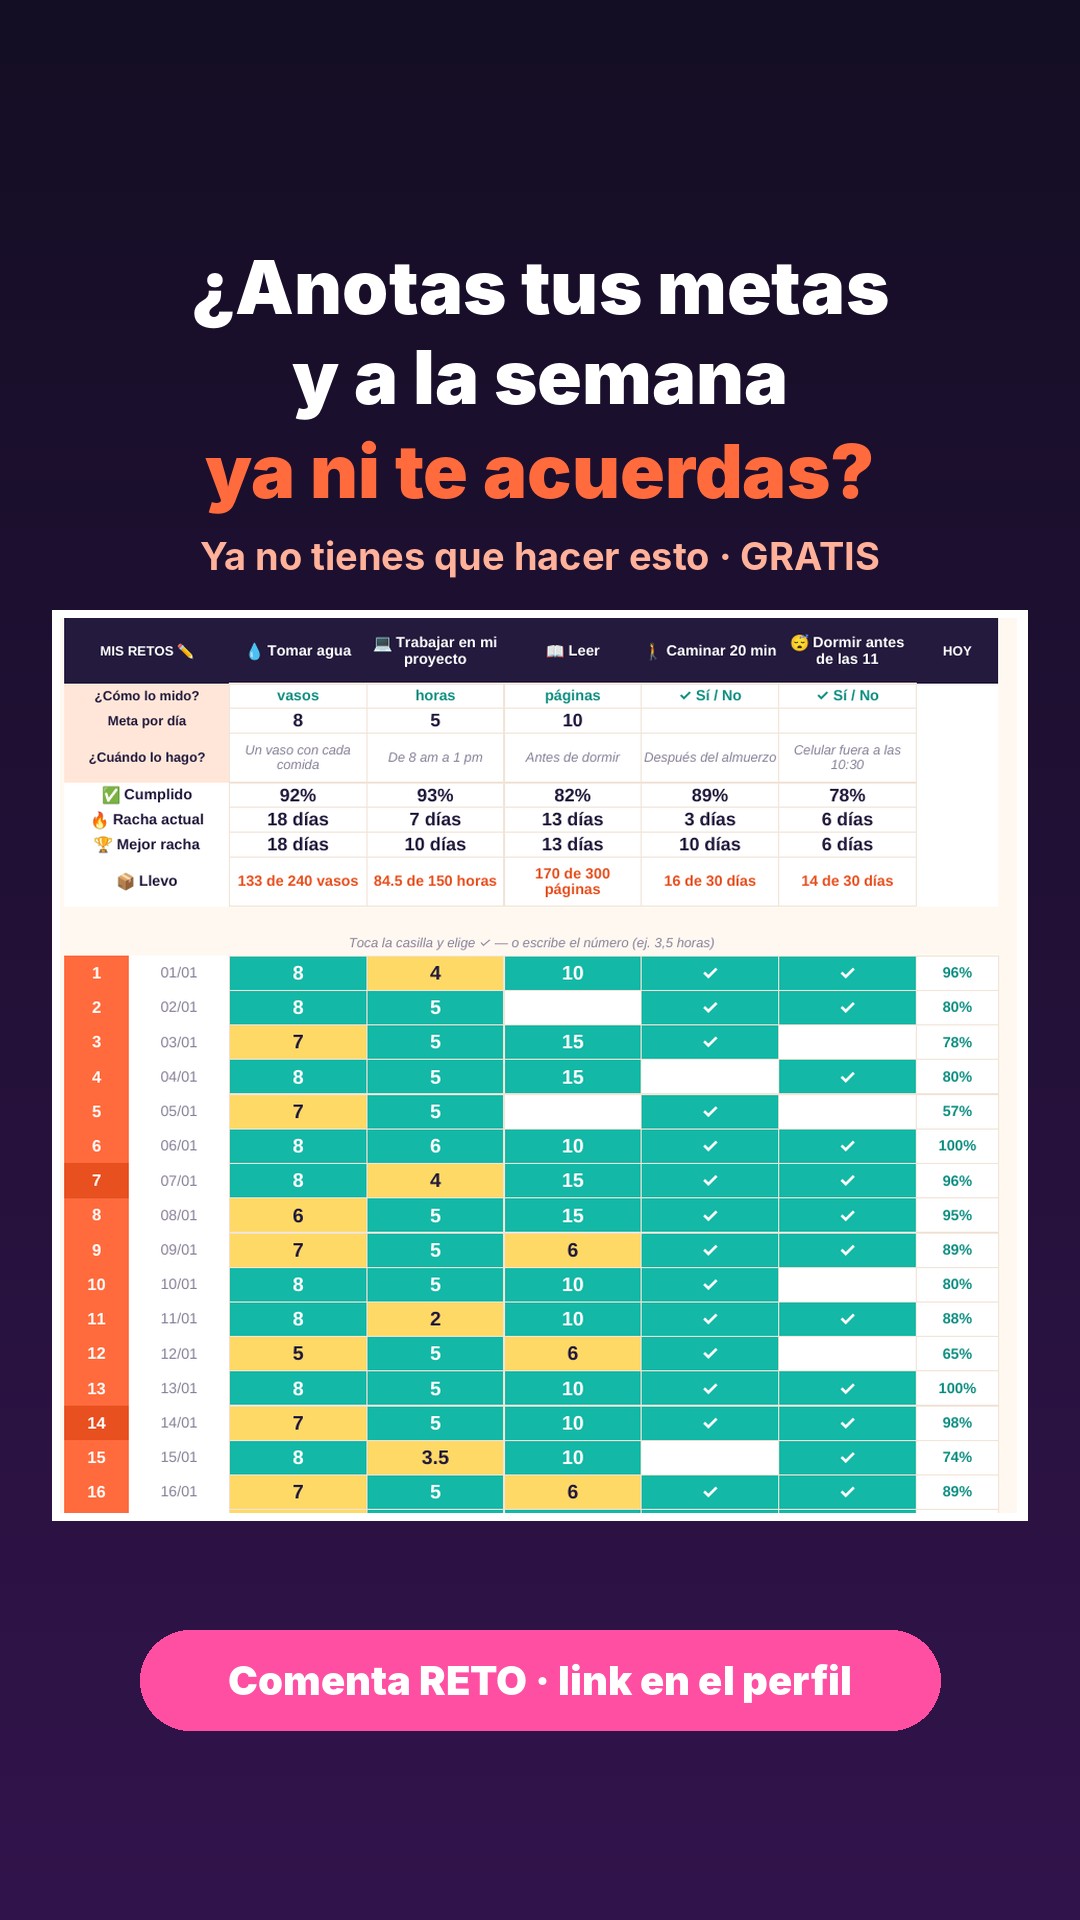 ¿Anotas tus metas
y a la semana
ya ni te acuerdas?
Ya no tienes que hacer esto · GRATIS
MIS RETOS ✏️ 💧 Tomar agua 💻 Trabajar en mi proyecto 📖 Leer 🚶 Caminar 20 min 😴 Dormir antes de las 11 HOY
¿Cómo lo mido? vasos horas páginas ✓ Sí / No ✓ Sí / No
Meta por día 8 5 10
¿Cuándo lo hago? Un vaso con cada comida De 8 am a 1 pm Antes de dormir Después del almuerzo Celular fuera a las 10:30
✅ Cumplido 92% 93% 82% 89% 78%
🔥 Racha actual 18 días 7 días 13 días 3 días 6 días
🏆 Mejor racha 18 días 10 días 13 días 10 días 6 días
📦 Llevo 133 de 240 vasos 84.5 de 150 horas 170 de 300 páginas 16 de 30 días 14 de 30 días
Toca la casilla y elige ✓ — o escribe el número (ej. 3,5 horas)
1 01/01 8 4 10 ✓ ✓ 96%
2 02/01 8 5 ✓ ✓ 80%
3 03/01 7 5 15 ✓ 78%
4 04/01 8 5 15 ✓ 80%
5 05/01 7 5 ✓ 57%
6 06/01 8 6 10 ✓ ✓ 100%
7 07/01 8 4 15 ✓ ✓ 96%
8 08/01 6 5 15 ✓ ✓ 95%
9 09/01 7 5 6 ✓ ✓ 89%
10 10/01 8 5 10 ✓ 80%
11 11/01 8 2 10 ✓ ✓ 88%
12 12/01 5 5 6 ✓ 65%
13 13/01 8 5 10 ✓ ✓ 100%
14 14/01 7 5 10 ✓ ✓ 98%
15 15/01 8 3.5 10 ✓ 74%
16 16/01 7 5 6 ✓ ✓ 89%
Comenta RETO · link en el perfil